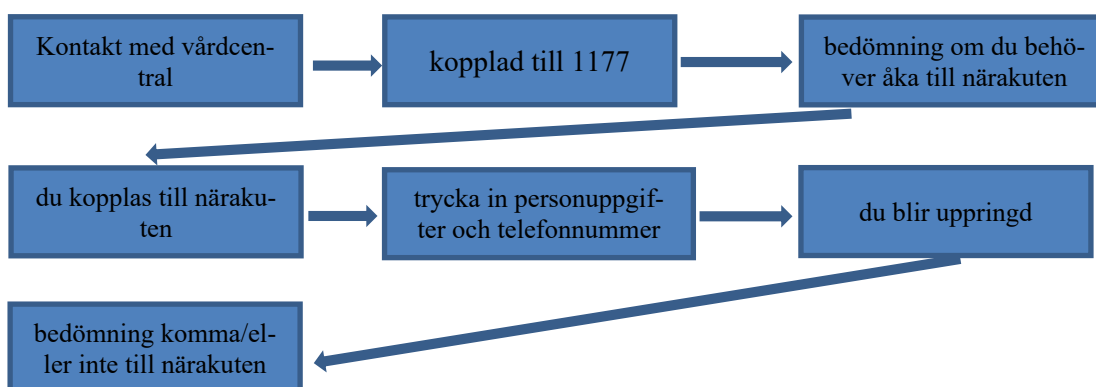 Kontakt med vårdcen-
tral
kopplad till 1177
bedömning om du behö-
ver åka till närakuten
du kopplas till näraku-
ten
trycka in personuppgif-
ter och telefonnummer
du blir uppringd
bedömning komma/el-
ler inte till närakuten